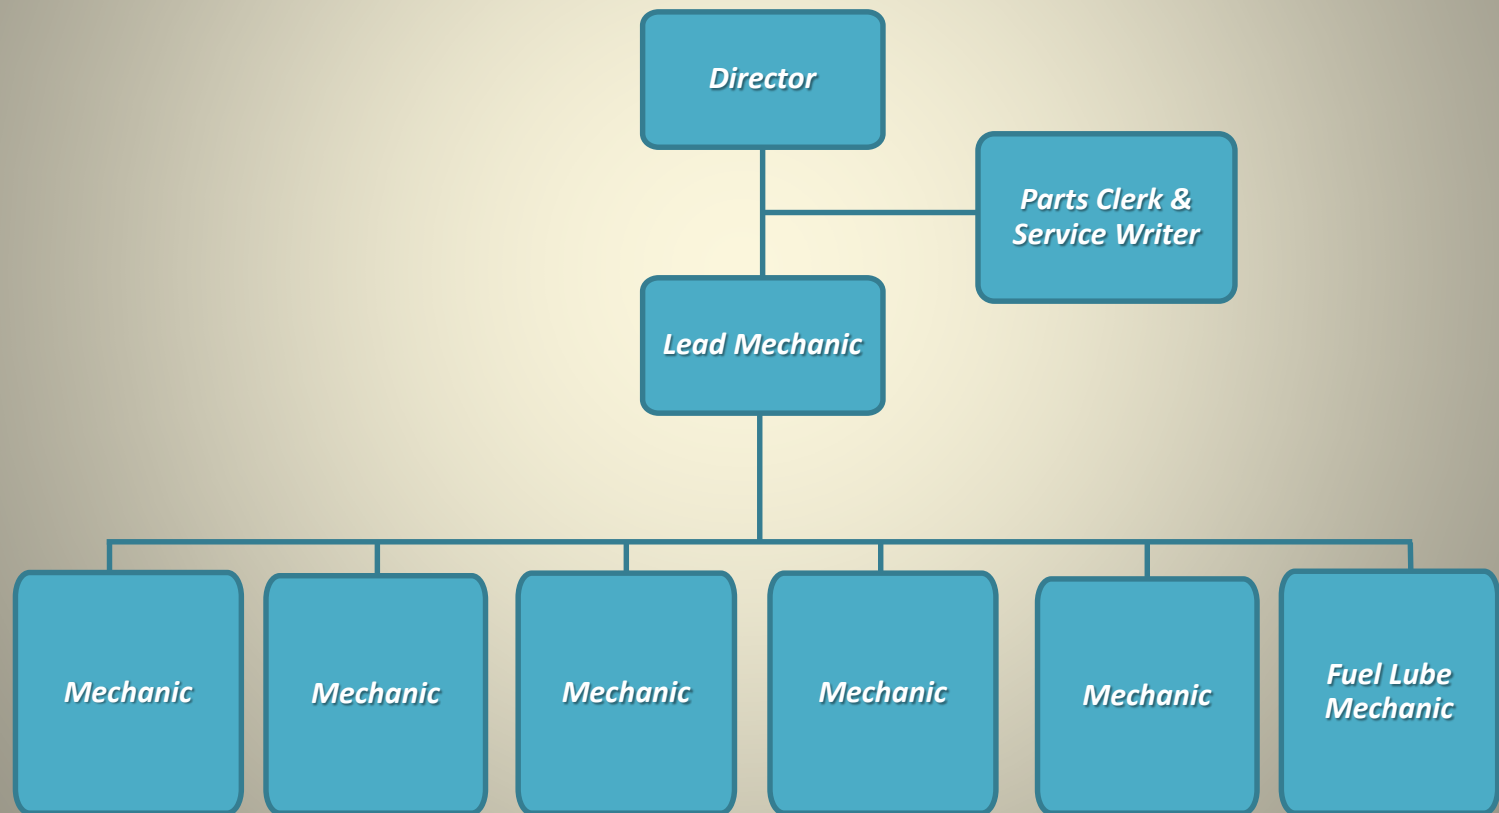 Director
Parts Clerk &
Service Writer
Lead Mechanic
Mechanic
Mechanic
Mechanic
Mechanic
Mechanic
Fuel Lube
Mechanic